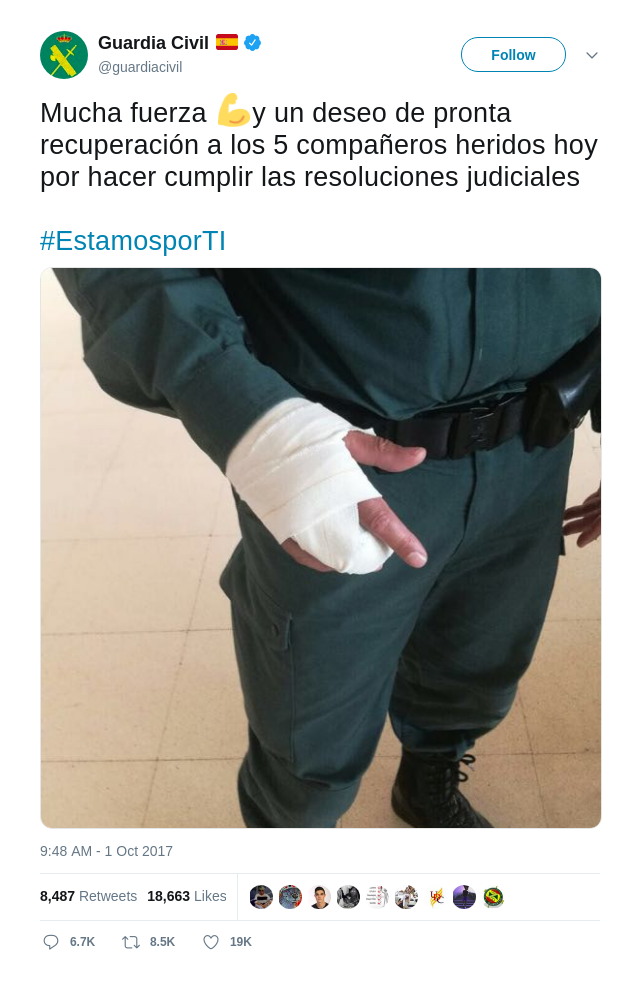 Guardia Civil 🇪🇸
@guardiacivil
Follow
Mucha fuerza 💪y un deseo de pronta
recuperación a los 5 compañeros heridos hoy
por hacer cumplir las resoluciones judiciales
#EstamosporTI
9:48 AM - 1 Oct 2017
8,487 Retweets 18,663 Likes
6.7K 8.5K 19K